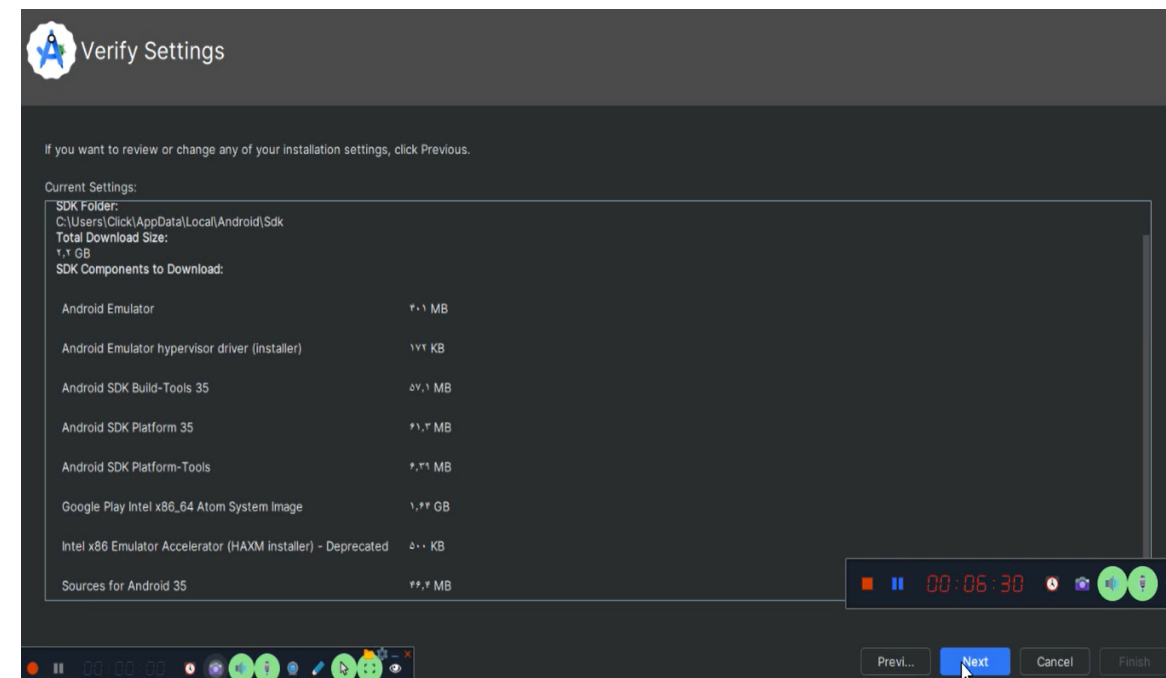 Verify Settings
If you want to review or change any of your installation settings, click Previous.
Current Settings:
SDK Folder:
C:\Users\Click\AppData\Local\Android\Sdk
Total Download Size:
۲,۲ GB
SDK Components to Download:
Android Emulator ۳۰۱ MB
Android Emulator hypervisor driver (installer) ۱۷۲ KB
Android SDK Build-Tools 35 ۵۷,۱ MB
Android SDK Platform 35 ۶۱,۳ MB
Android SDK Platform-Tools ۶,۳۹ MB
Google Play Intel x86_64 Atom System Image ۱,۶۳ GB
Intel x86 Emulator Accelerator (HAXM installer) - Deprecated ۵۰۰ KB
Sources for Android 35 MB
00:06:30
00:00:00
Previ... Next Cancel Finish